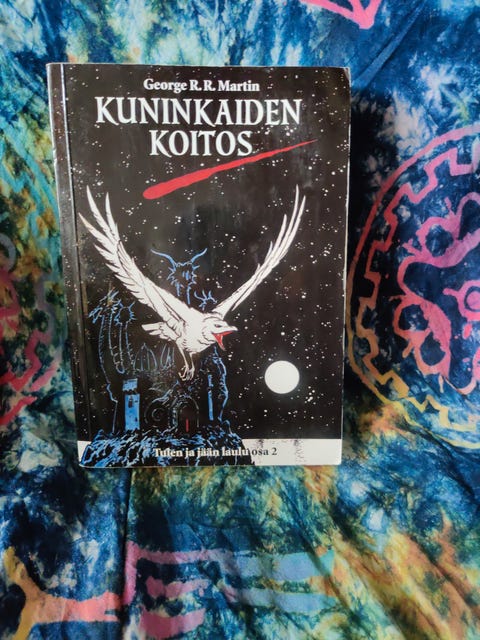 George R. R. Martin
KUNINKAIDEN
KOITOS
Tulen ja jään laulu osa 2